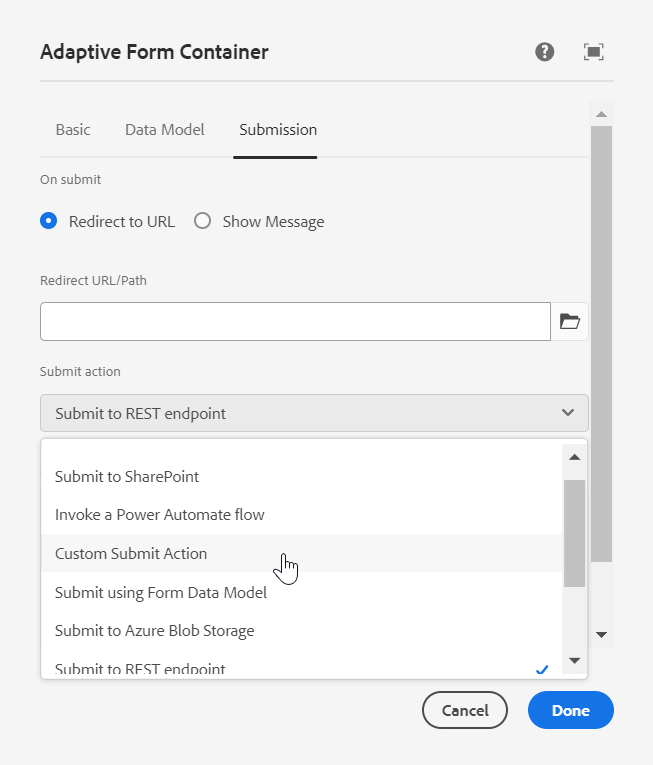 Adaptive Form Container
Basic Data Model Submission
On submit
Redirect to URL Show Message
Redirect URL/Path
Submit action
Submit to REST endpoint
Submit to SharePoint
Invoke a Power Automate flow
Custom Submit Action
Submit using Form Data Model
Submit to Azure Blob Storage
Submit to REST endpoint
Cancel Done